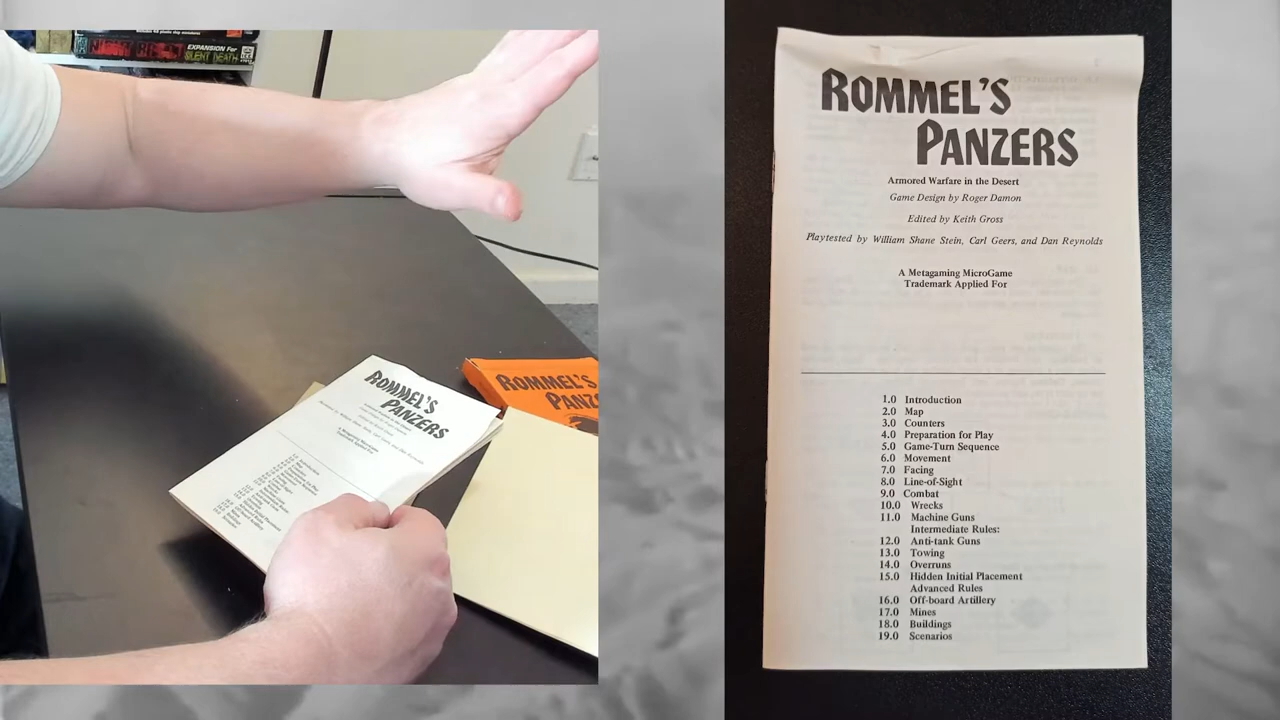 EXPANSION For
SILENT DEATH
ROMMEL'S
PANZERS
ROMMEL'S
ROMMEL'S
PANZERS
Armored Warfare in the Desert
Game Design by Roger Damon
Edited by Keith Gross
Playtested by William Shane Stein, Carl Geers, and Dan Reynolds
A Metagaming MicroGame
Trademark Applied For
1.0 Introduction
2.0 Map
3.0 Counters
4.0 Preparation for Play
5.0 Game-Turn Sequence
6.0 Movement
7.0 Facing
8.0 Line-of-Sight
9.0 Combat
10.0 Wrecks
11.0 Machine Guns
Intermediate Rules:
12.0 Anti-tank Guns
13.0 Towing
14.0 Overruns
15.0 Hidden Initial Placement
Advanced Rules
16.0 Off-board Artillery
17.0 Mines
18.0 Buildings
19.0 Scenarios